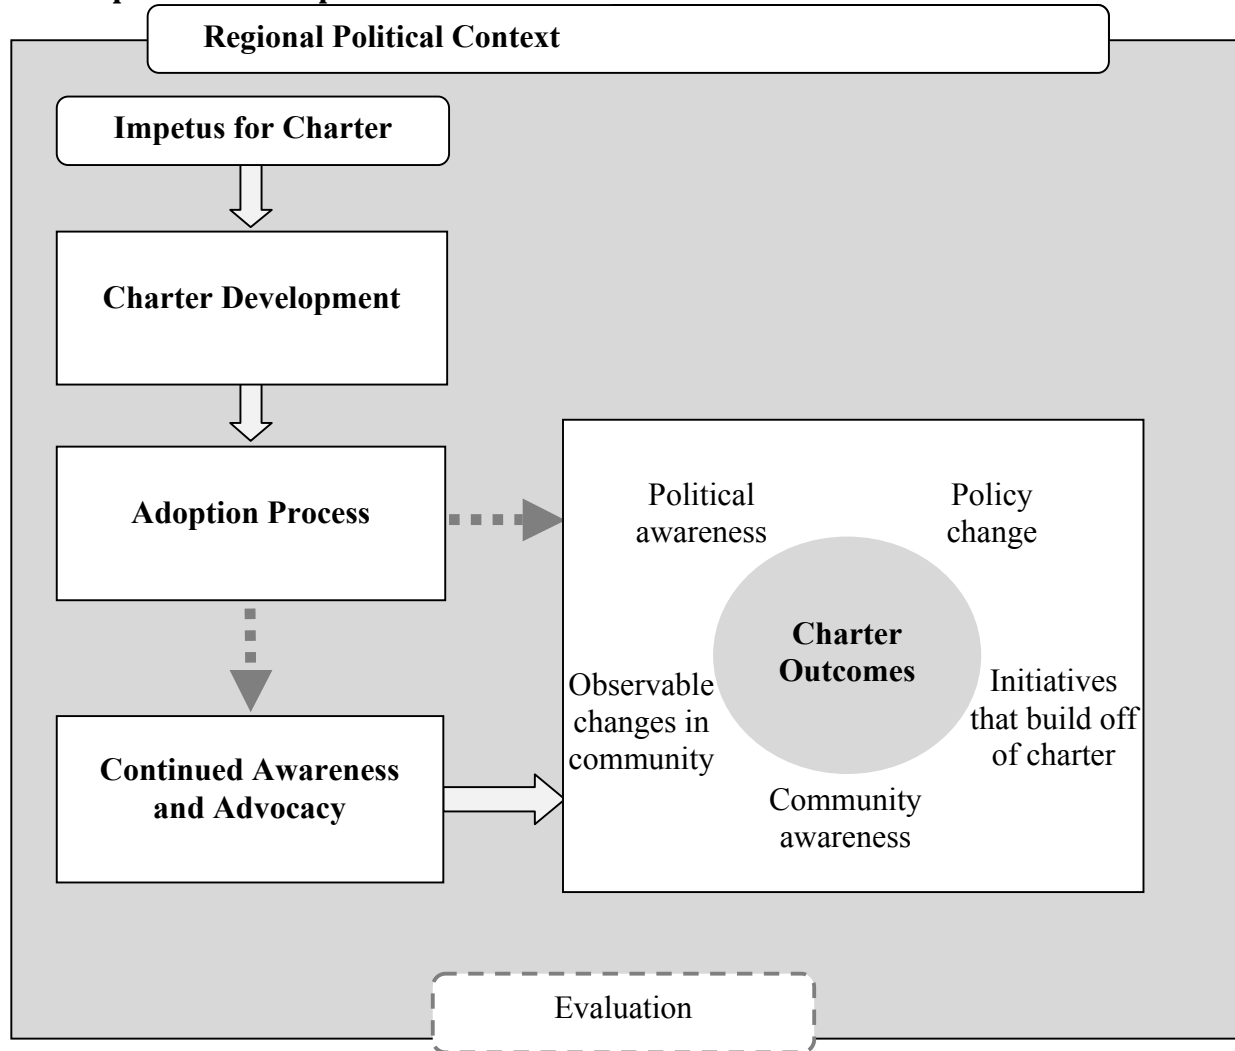 Regional Political Context
Impetus for Charter
Charter Development
Adoption Process
Political
awareness
Policy
change
Charter
Outcomes
Observable
changes in
community
Initiatives
that build off
of charter
Community
awareness
Continued Awareness
and Advocacy
Evaluation